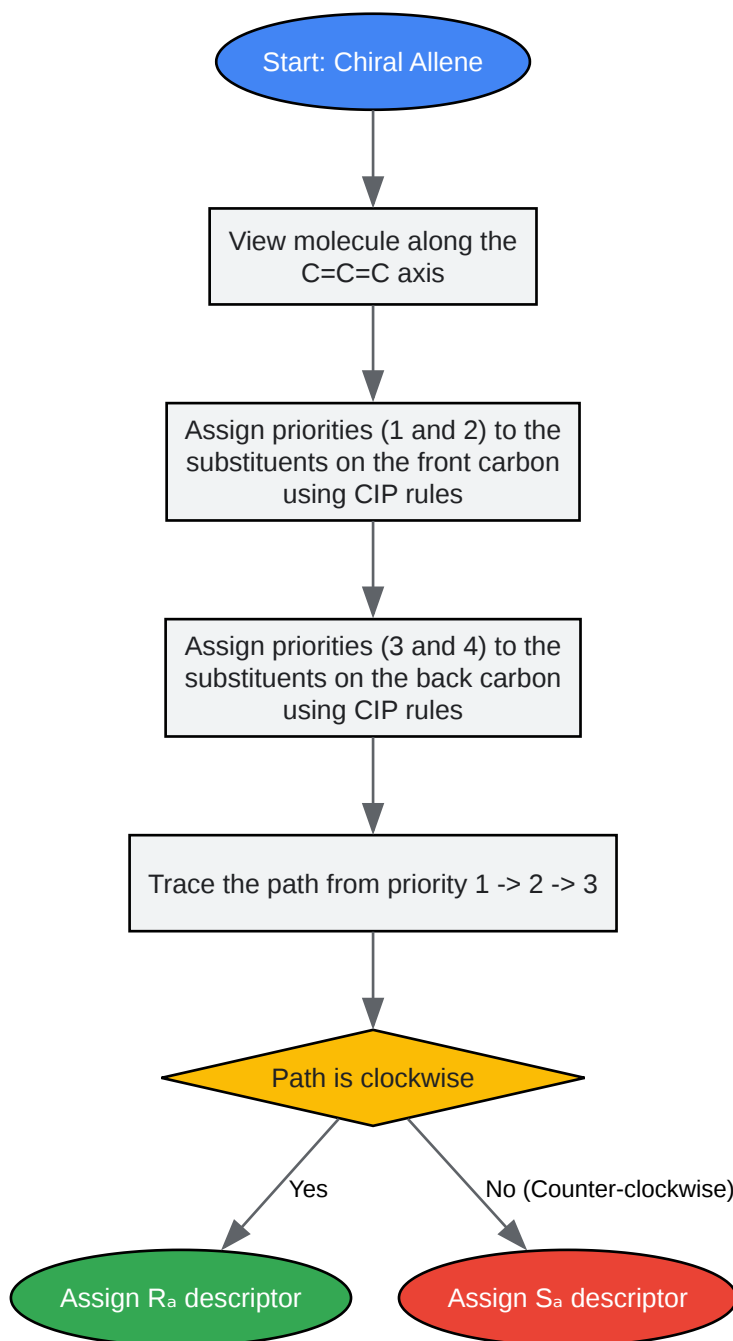 Start: Chiral Allene
View molecule along the
C=C=C axis
Assign priorities (1 and 2) to the
substituents on the front carbon
using CIP rules
Assign priorities (3 and 4) to the
substituents on the back carbon
using CIP rules
Trace the path from priority 1 -> 2 -> 3
Path is clockwise
Yes
No (Counter-clockwise)
Assign Rₐ descriptor
Assign Sₐ descriptor